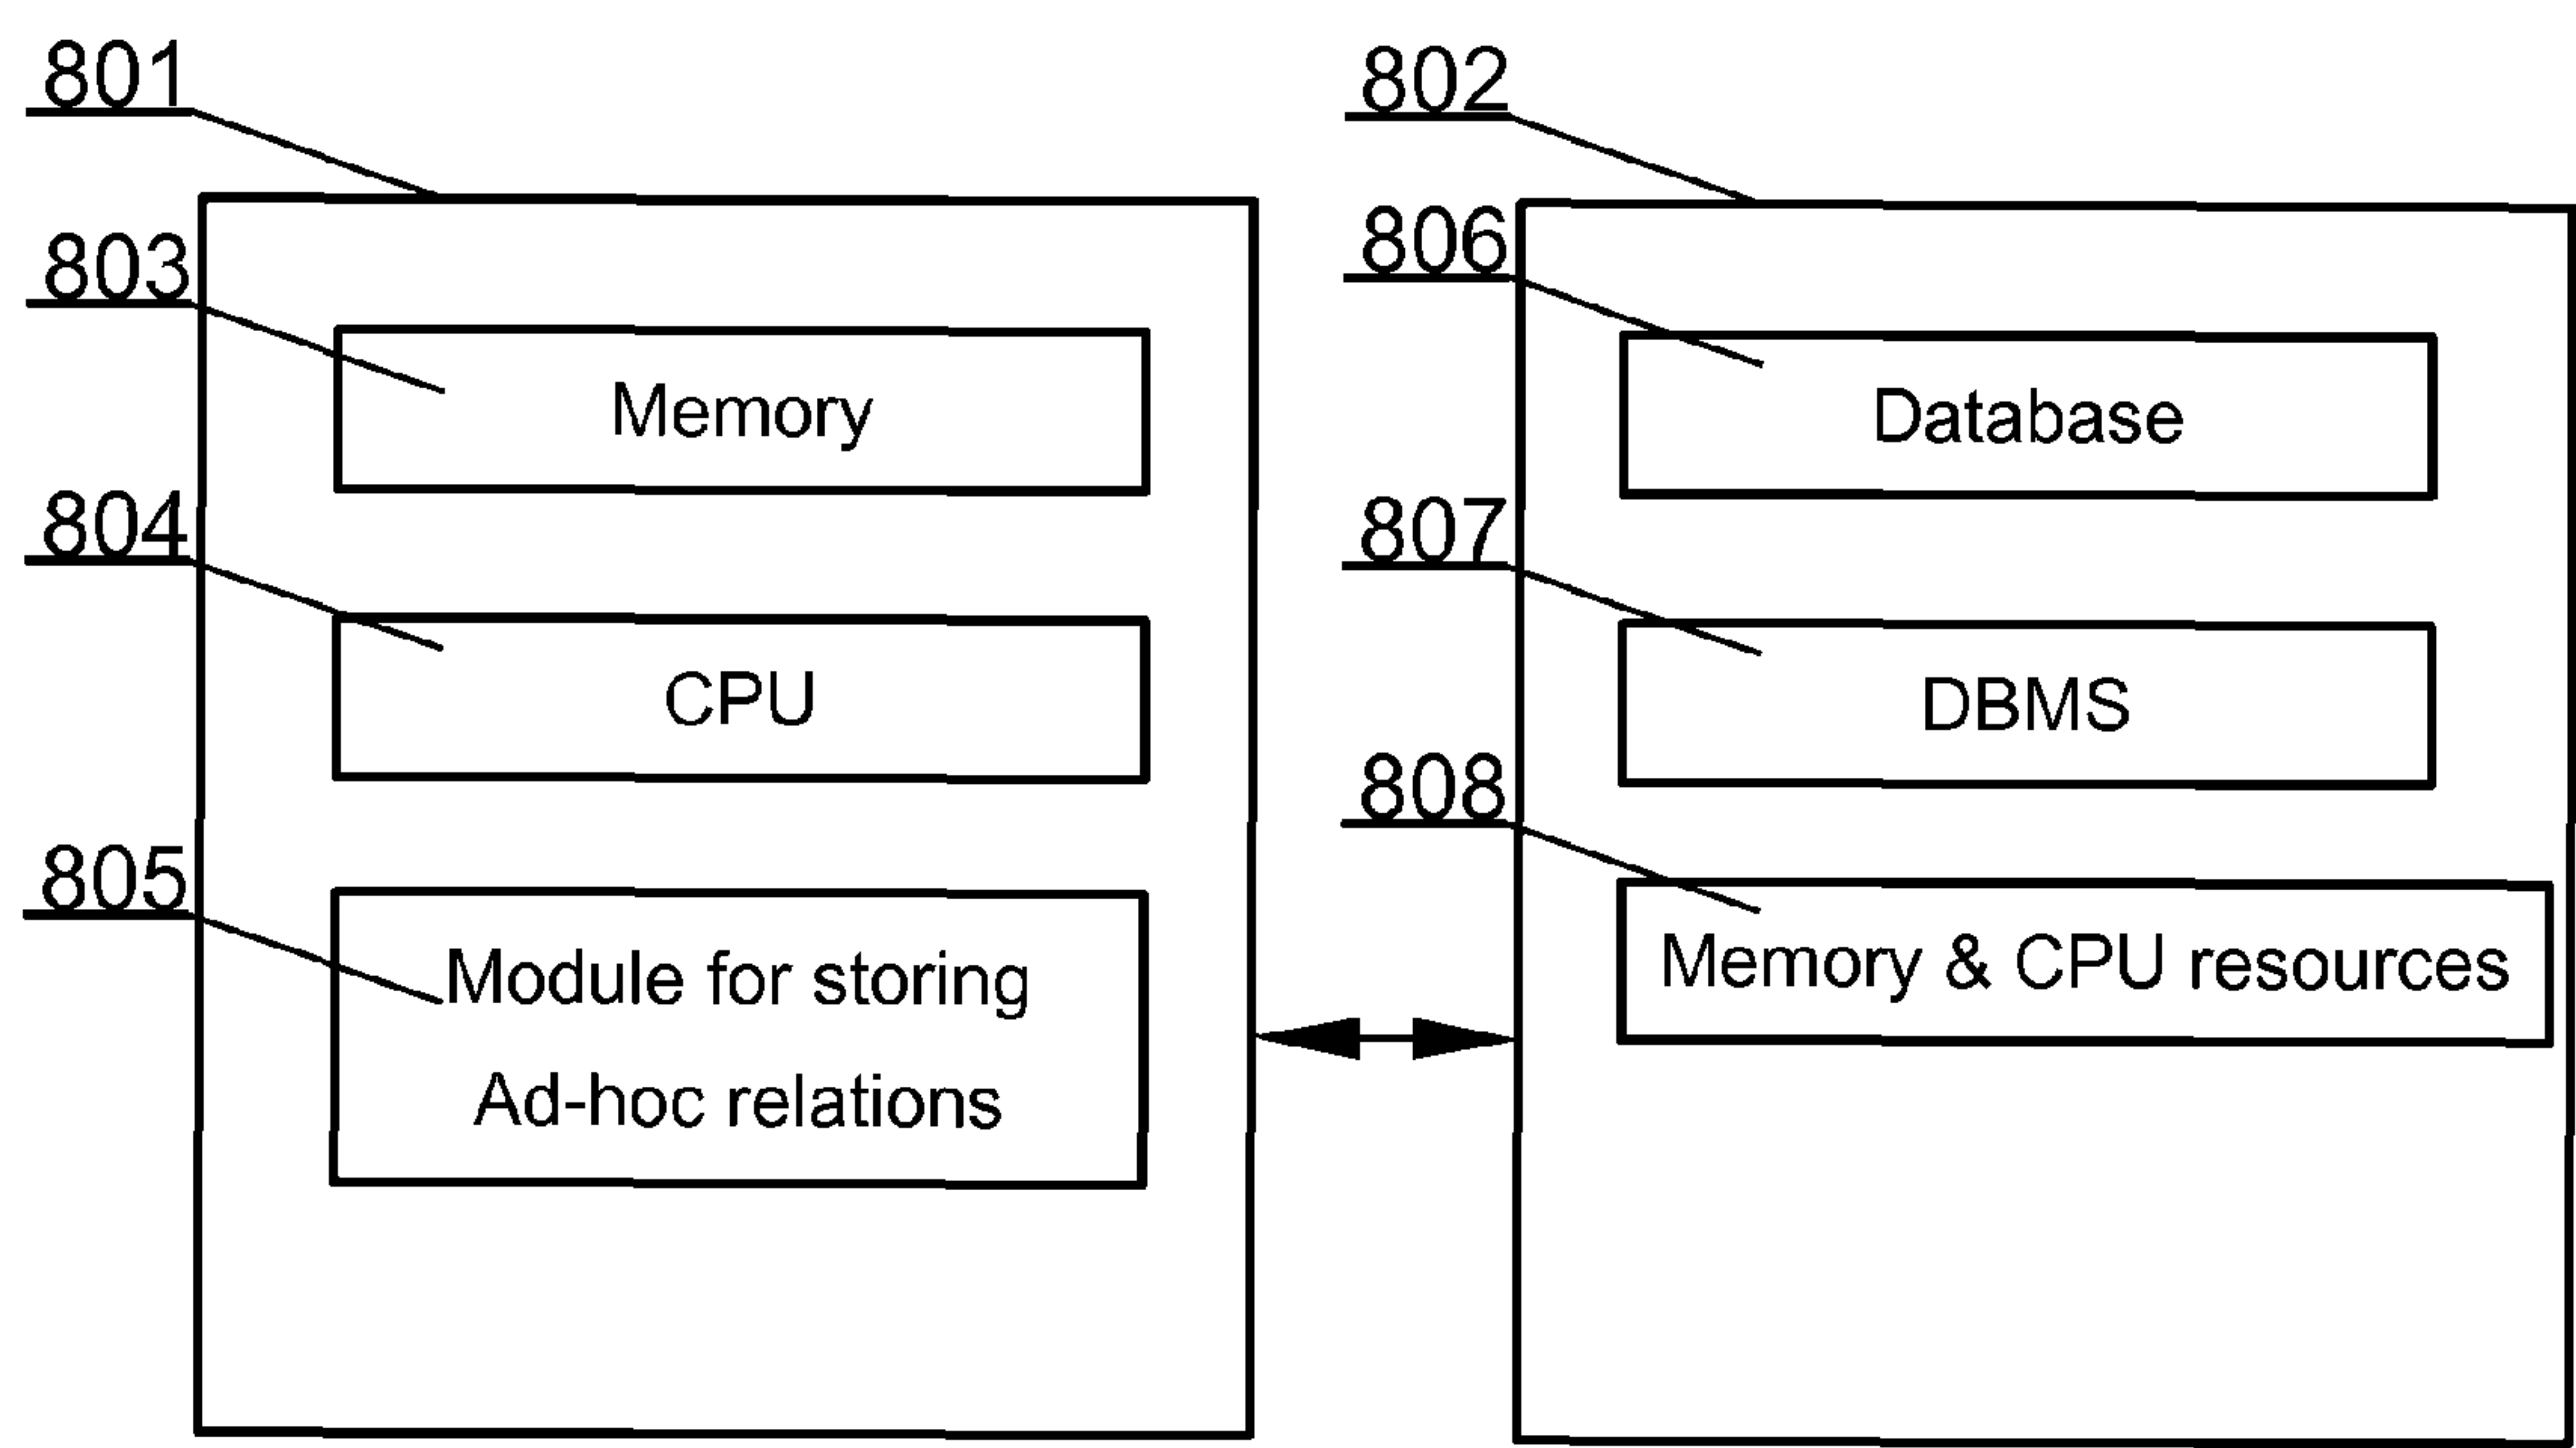 801
803
Memory
804
CPU
805
Module for storing
Ad-hoc relations
802
806
Database
807
DBMS
808
Memory & CPU resources